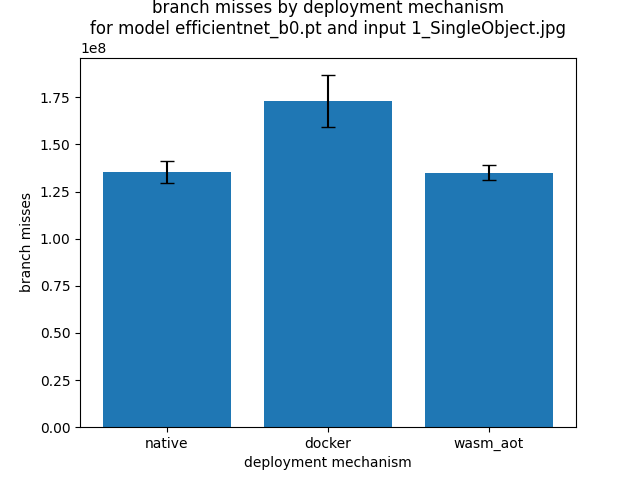 branch misses by deployment mechanism
for model efficientnet_b0.pt and input 1_SingleObject.jpg
1e8
1.75
1.50
1.25
1.00
0.75
0.50
0.25
0.00
branch misses
native docker wasm_aot
deployment mechanism